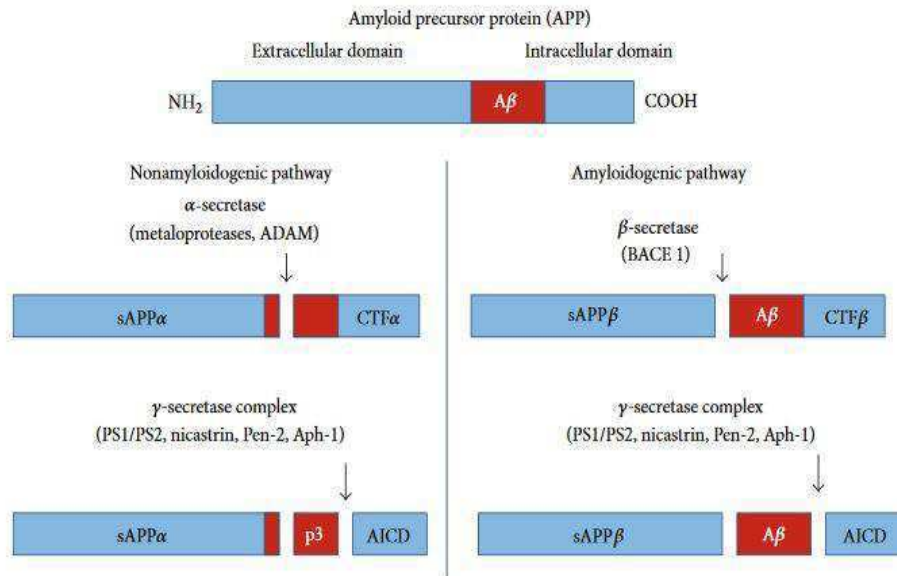 Amyloid precursor protein (APP)
Extracellular domain Intracellular domain
NH₂ Aβ COOH
Nonamyloidogenic pathway
α-secretase
(metaloproteases, ADAM)
sAPPα CTFα
γ-secretase complex
(PS1/PS2, nicastrin, Pen-2, Aph-1)
sAPPα p3 AICD
Amyloidogenic pathway
β-secretase
(BACE 1)
sAPPβ Aβ CTFβ
γ-secretase complex
(PS1/PS2, nicastrin, Pen-2, Aph-1)
sAPPβ Aβ AICD